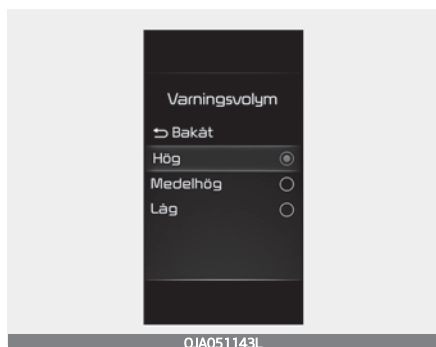 Varningsvolym
⮌ Bakåt
Hög
Medelhög
Låg
OJA051143L